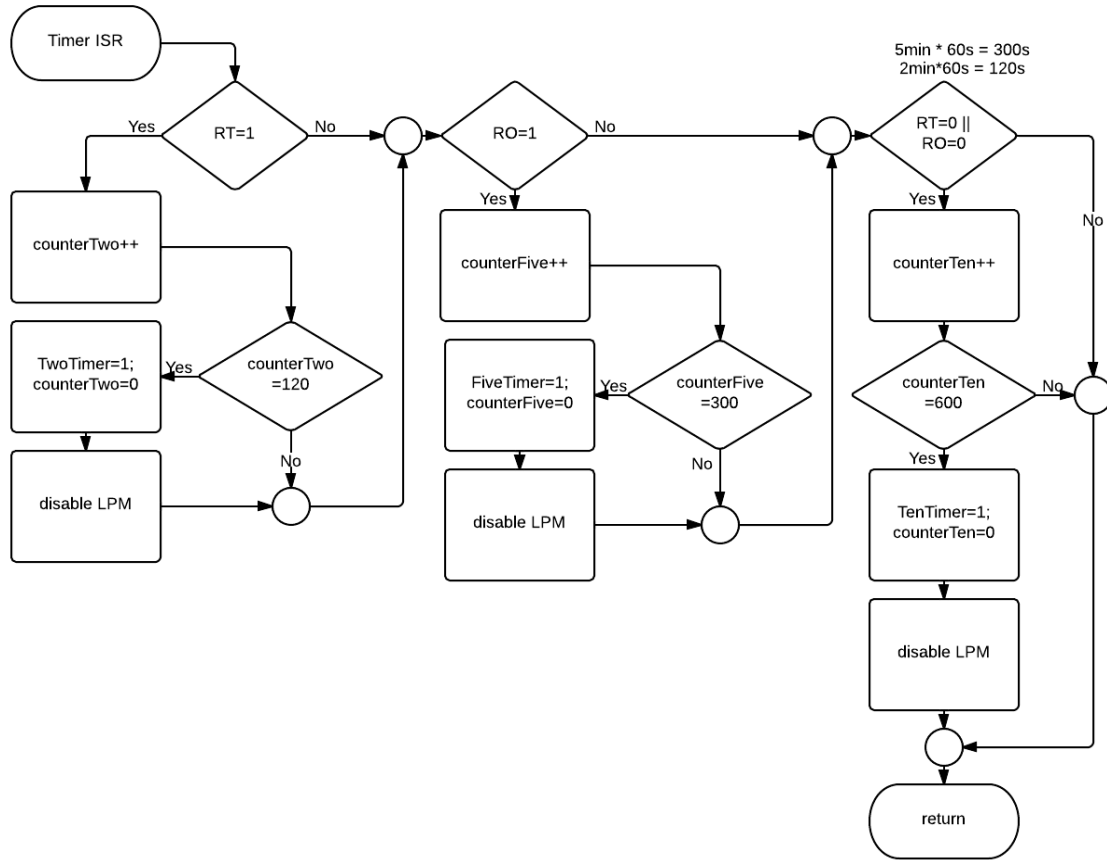 Timer ISR
5min * 60s = 300s
2min*60s = 120s
RT=1
Yes
No
RO=1
No
Yes
RT=0 ||
RO=0
Yes
No
counterTwo++
counterFive++
counterTen++
TwoTimer=1;
counterTwo=0
Yes
counterTwo
=120
No
FiveTimer=1;
counterFive=0
Yes
counterFive
=300
No
counterTen
=600
No
Yes
disable LPM
disable LPM
TenTimer=1;
counterTen=0
disable LPM
return